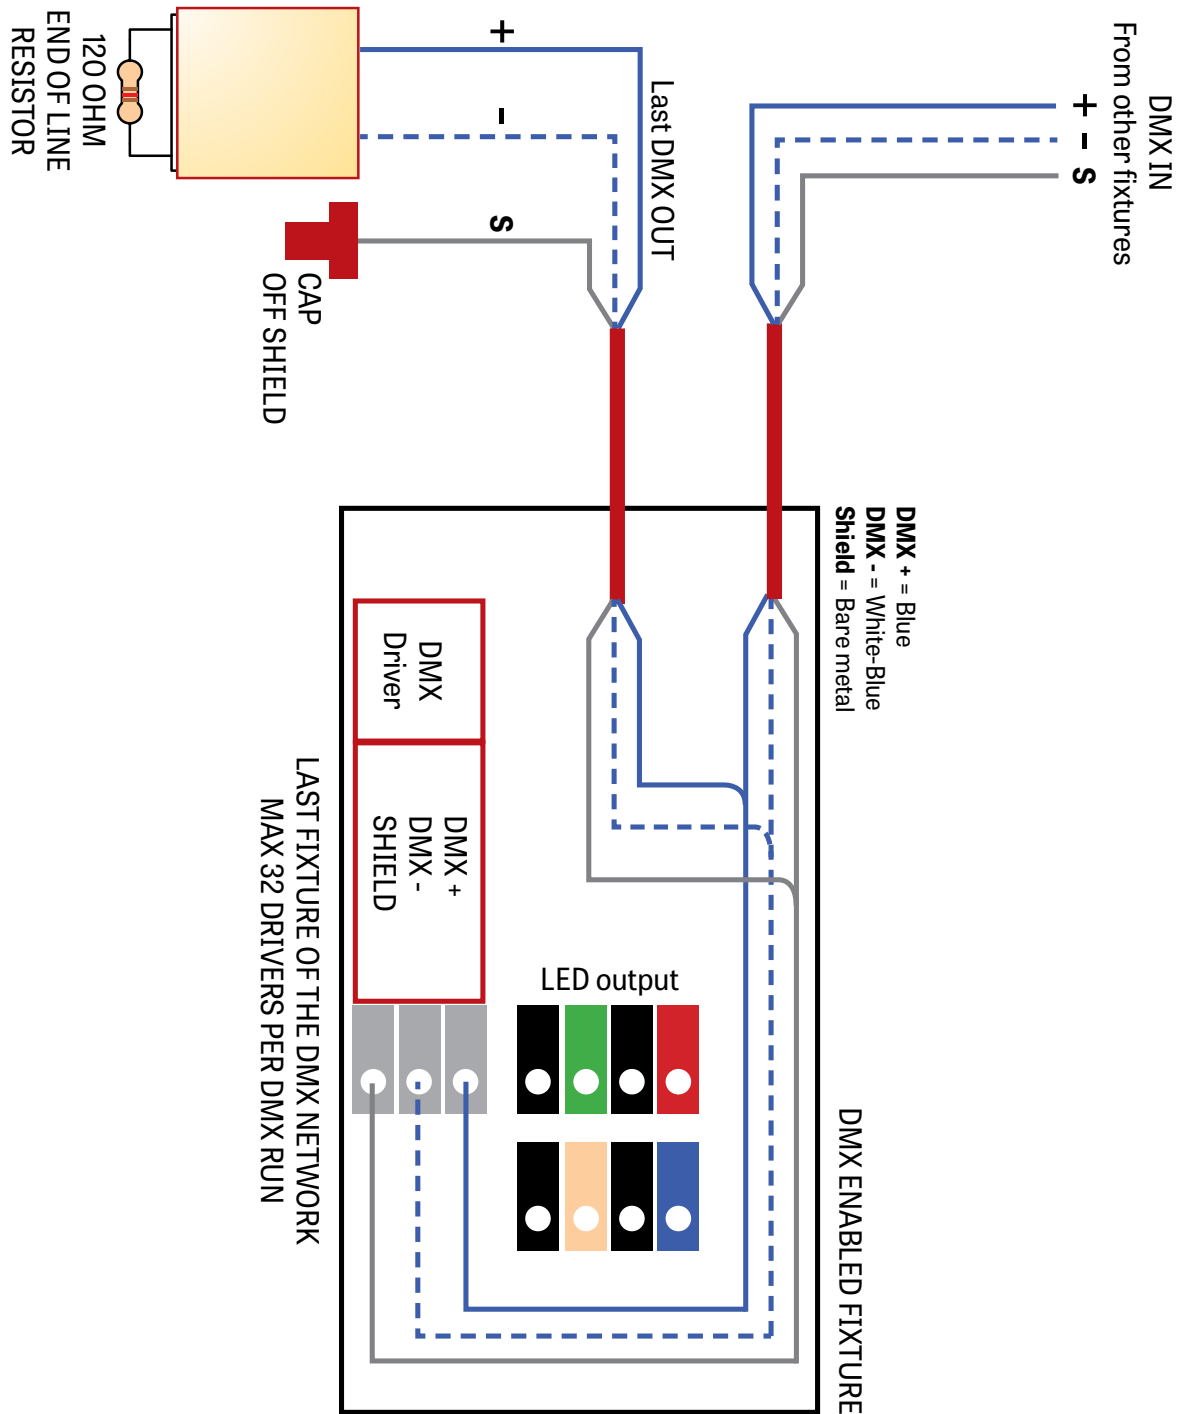 DMX IN
From other fixtures
+
-
S
Last DMX OUT
+
-
S
120 OHM
END OF LINE
RESISTOR
CAP
OFF SHIELD
DMX + = Blue
DMX - = White-Blue
Shield = Bare metal
DMX
Driver
DMX +
DMX -
SHIELD
LED output
DMX ENABLED FIXTURE
LAST FIXTURE OF THE DMX NETWORK
MAX 32 DRIVERS PER DMX RUN